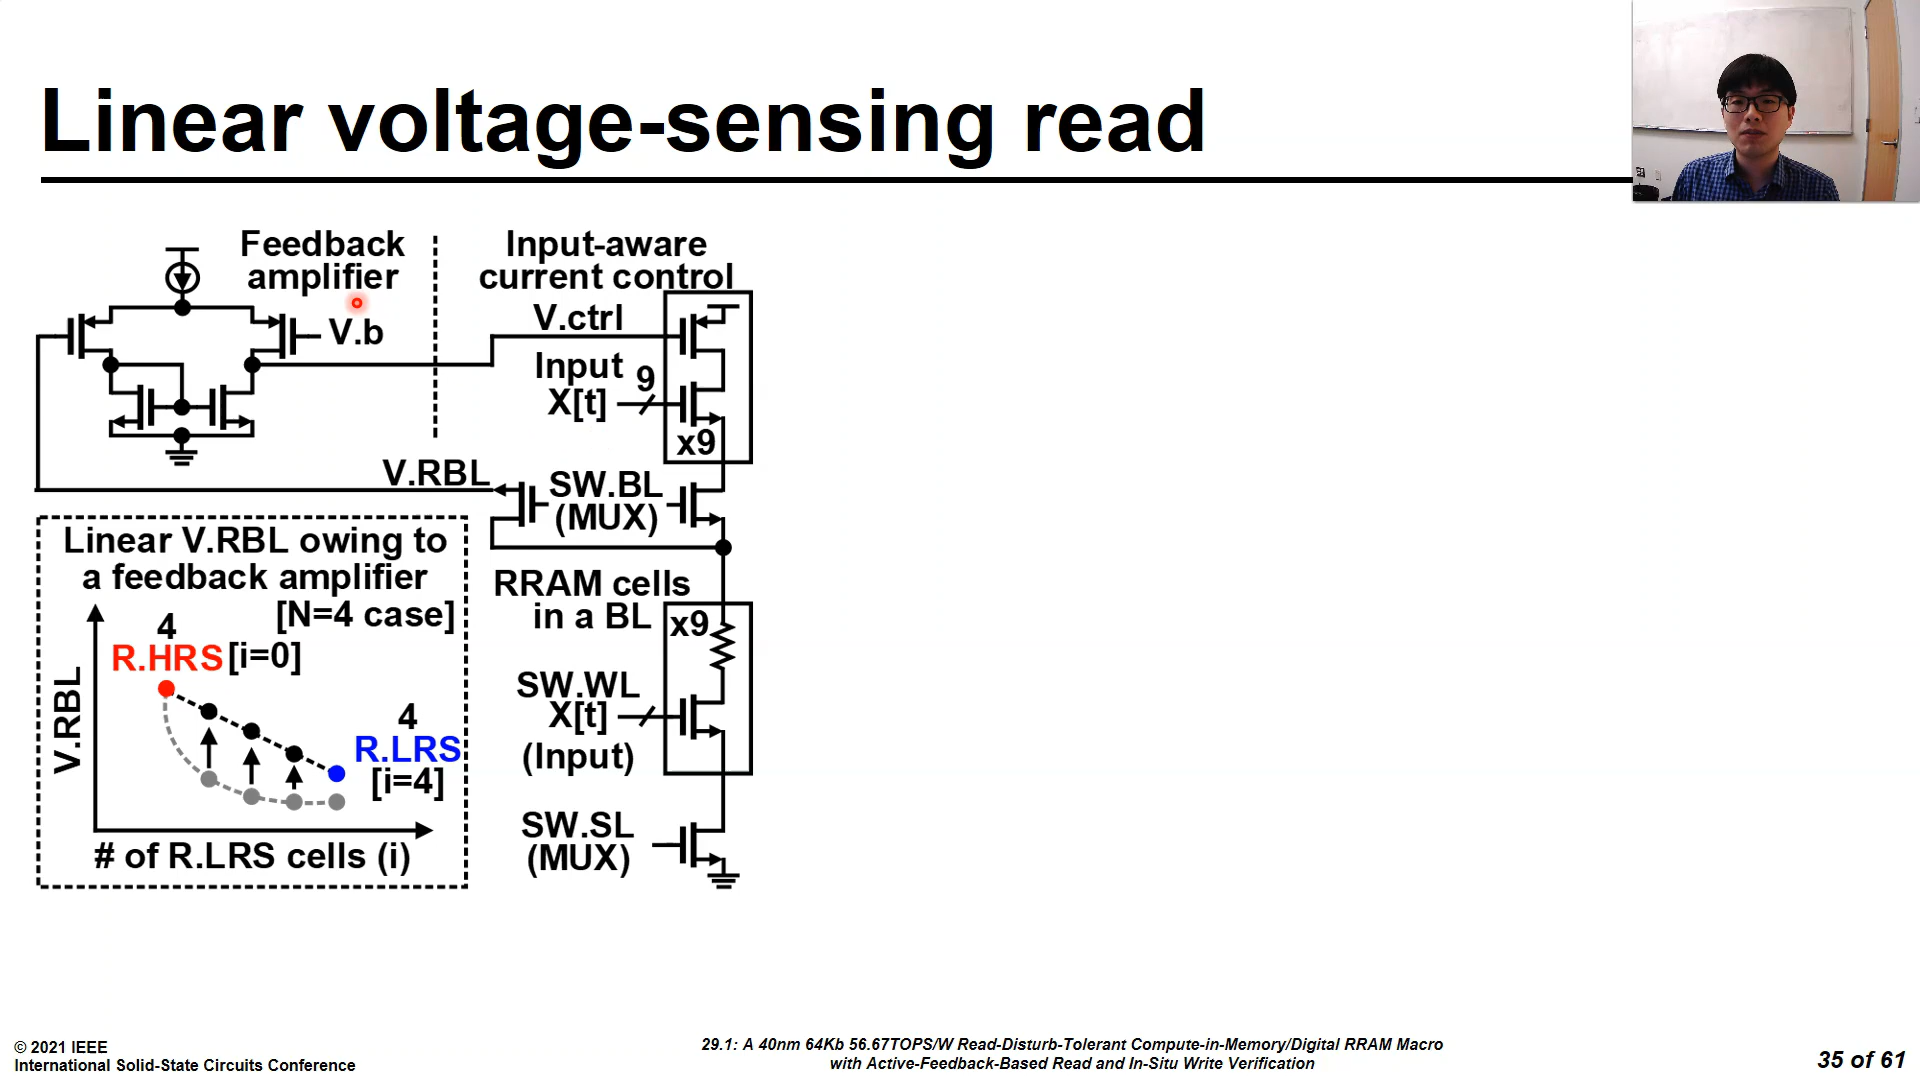 Linear voltage-sensing read
Feedback
amplifier
V.b
Input-aware
current control
V.ctrl
Input
X[t]
9
x9
V.RBL
SW.BL
(MUX)
RRAM cells
in a BL
x9
SW.WL
X[t]
(Input)
SW.SL
(MUX)
Linear V.RBL owing to
a feedback amplifier
[N=4 case]
4
R.HRS [i=0]
4
R.LRS
[i=4]
V.RBL
# of R.LRS cells (i)
© 2021 IEEE
International Solid-State Circuits Conference
29.1: A 40nm 64Kb 56.67TOPS/W Read-Disturb-Tolerant Compute-in-Memory/Digital RRAM Macro
with Active-Feedback-Based Read and In-Situ Write Verification
35 of 61